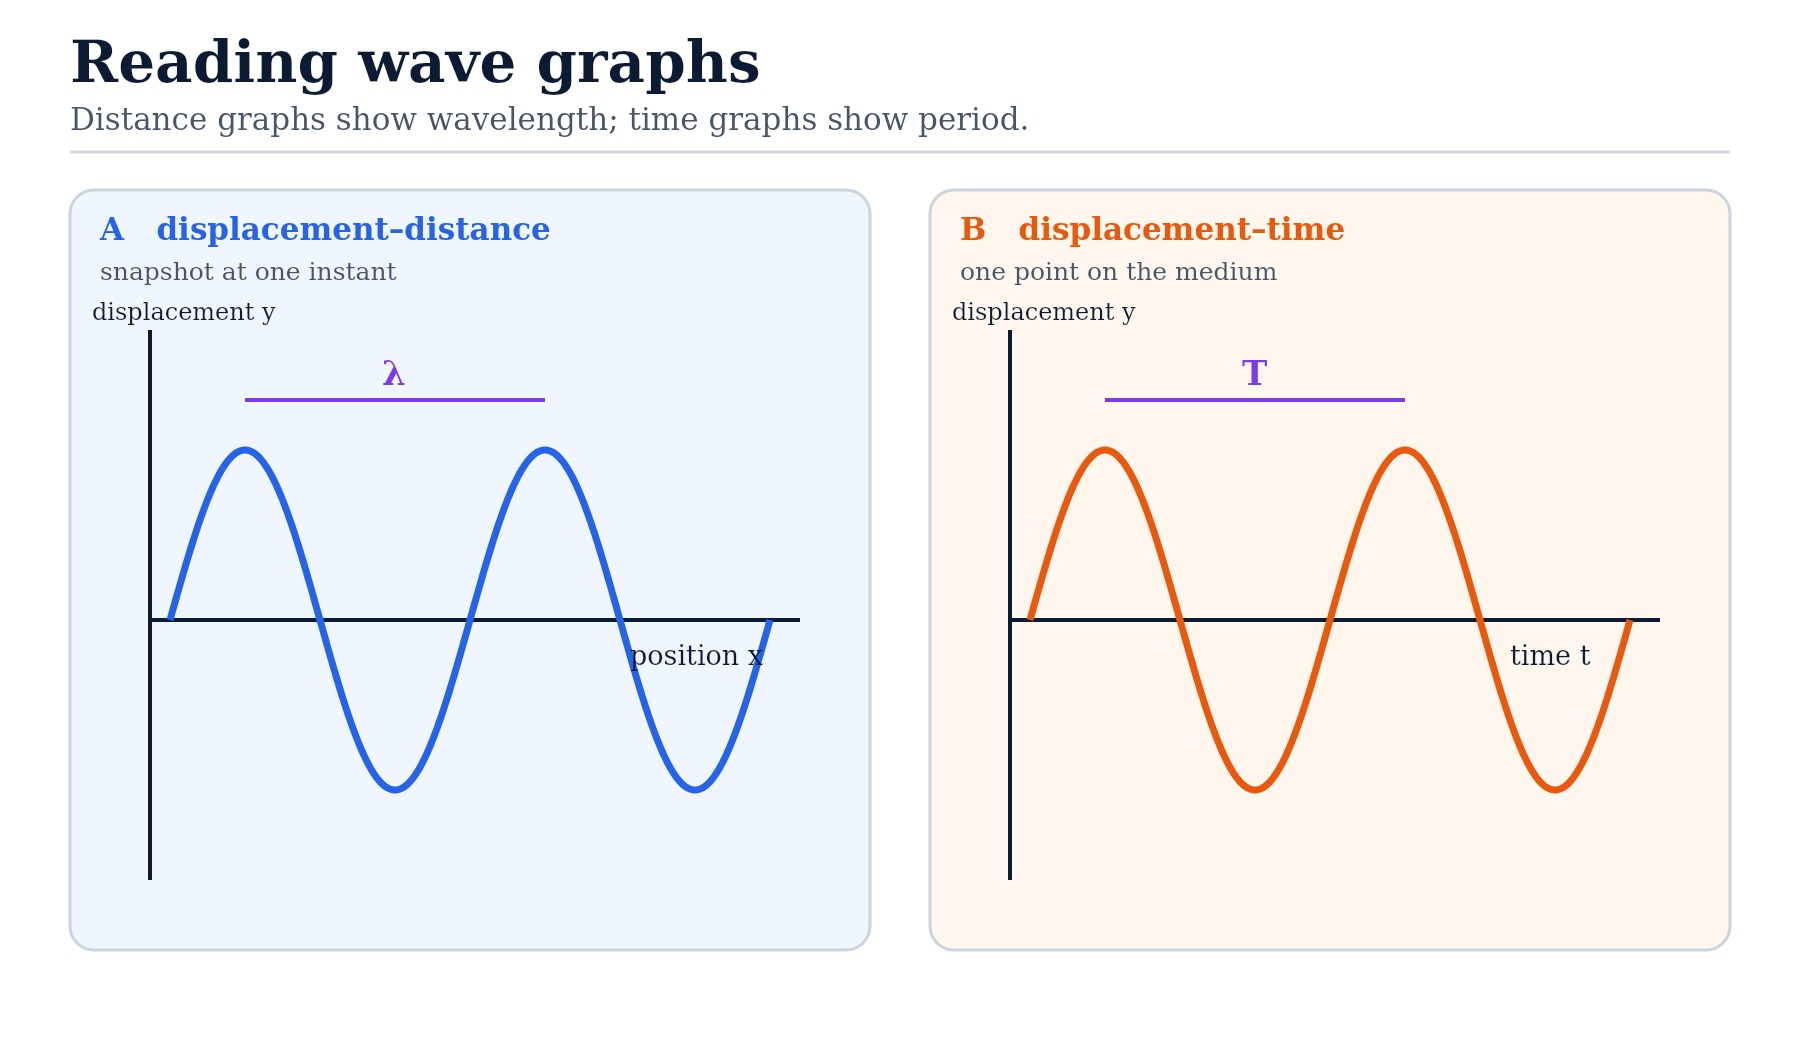 Reading wave graphs
Distance graphs show wavelength; time graphs show period.
A displacement–distance
snapshot at one instant
displacement y
λ
position x
B displacement–time
one point on the medium
displacement y
T
time t